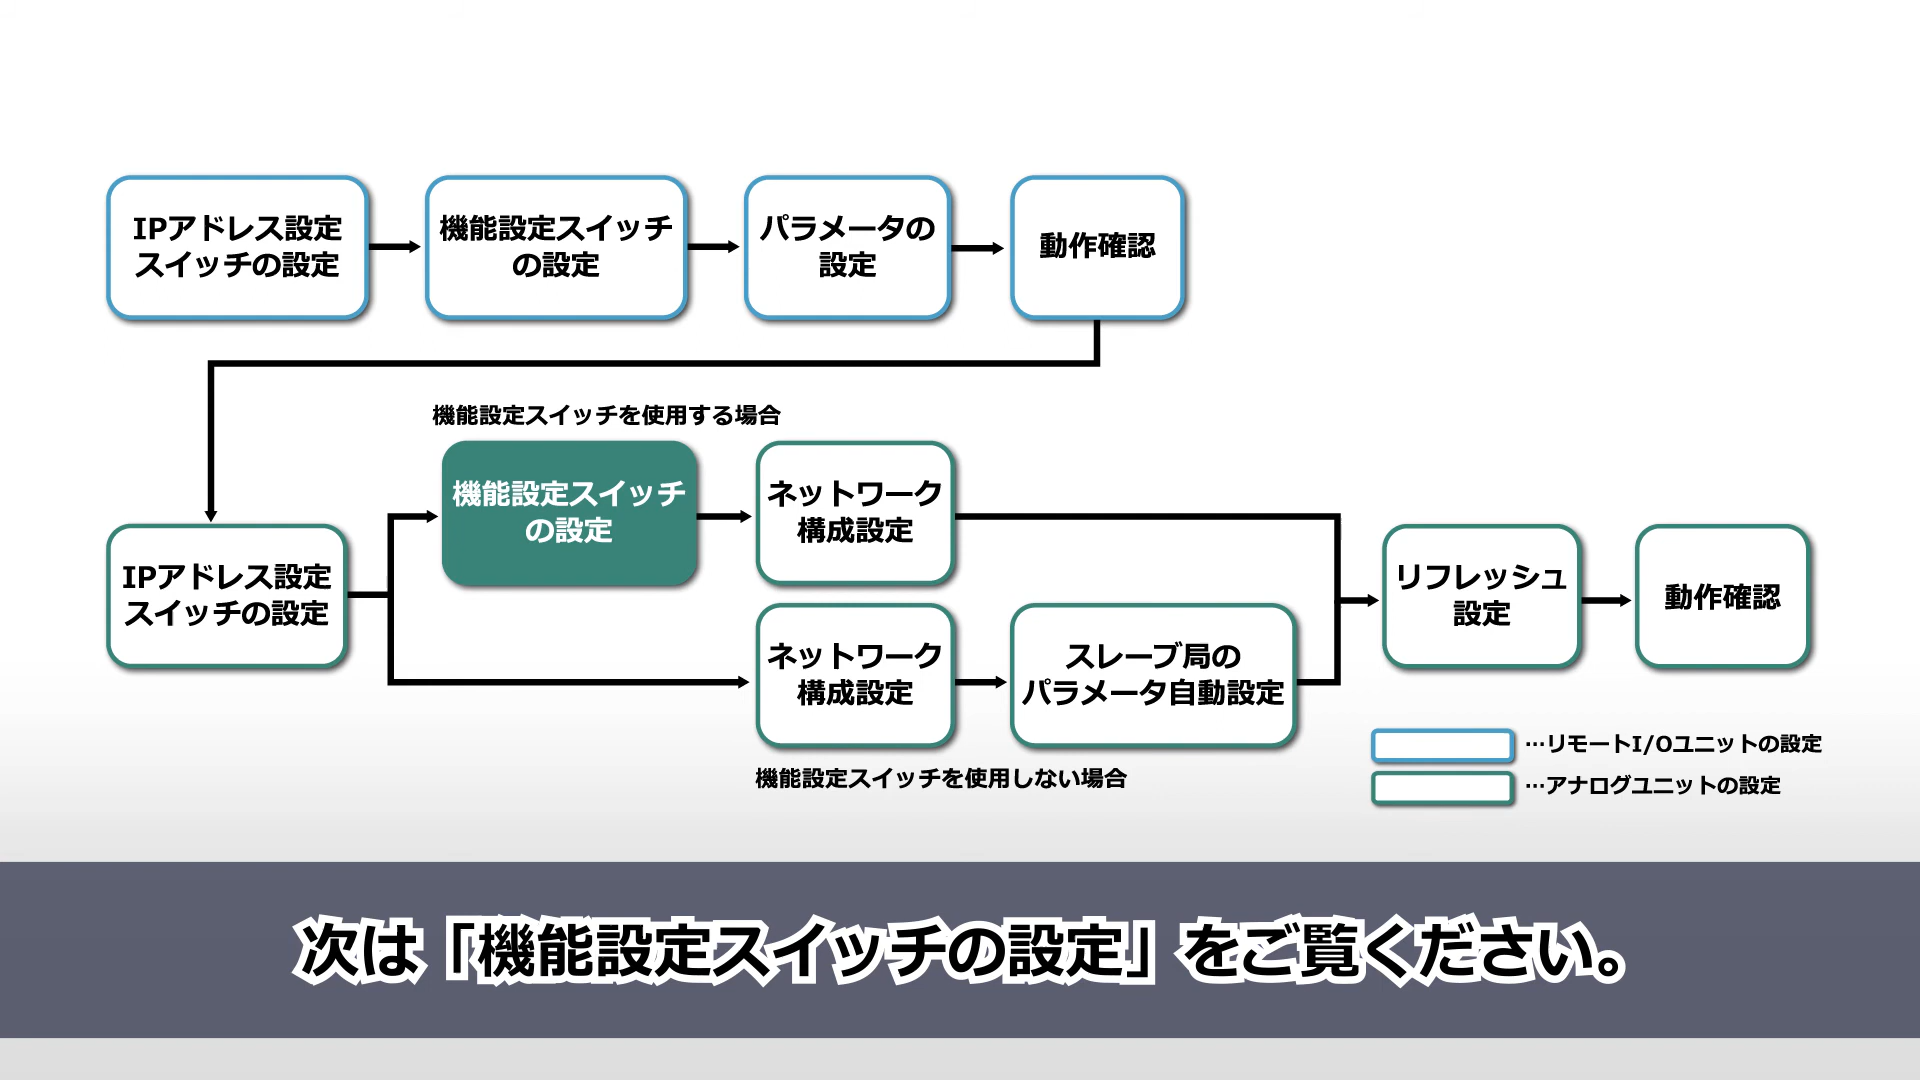 IPアドレス設定
スイッチの設定
機能設定スイッチ
の設定
パラメータの
設定
動作確認
機能設定スイッチを使用する場合
機能設定スイッチ
の設定
ネットワーク
構成設定
IPアドレス設定
スイッチの設定
リフレッシュ
設定
動作確認
ネットワーク
構成設定
スレーブ局の
パラメータ自動設定
機能設定スイッチを使用しない場合
…リモートI/Oユニットの設定
…アナログユニットの設定
次は「機能設定スイッチの設定」をご覧ください。